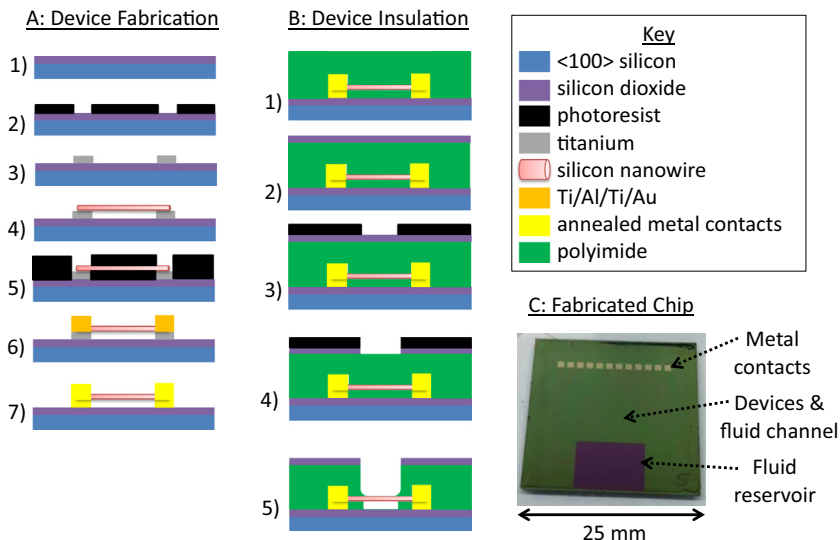 A: Device Fabrication
1)
2)
3)
4)
5)
6)
7)
B: Device Insulation
1)
2)
3)
4)
5)
Key
<100> silicon
silicon dioxide
photoresist
titanium
silicon nanowire
Ti/Al/Ti/Au
annealed metal contacts
polyimide
C: Fabricated Chip
Metal
contacts
Devices &
fluid channel
Fluid
reservoir
25 mm